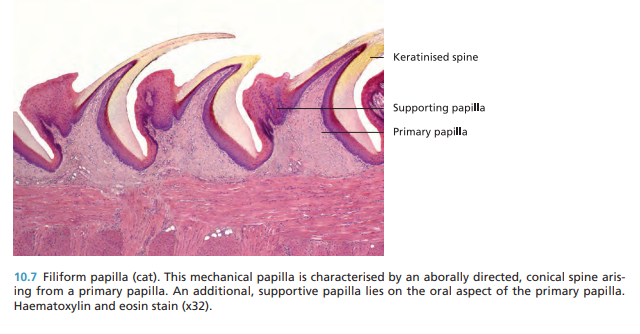 Keratinised spine
Supporting papilla
Primary papilla
10.7 Filiform papilla (cat). This mechanical papilla is characterised by an aborally directed, conical spine aris-
ing from a primary papilla. An additional, supportive papilla lies on the oral aspect of the primary papilla.
Haematoxylin and eosin stain (x32).